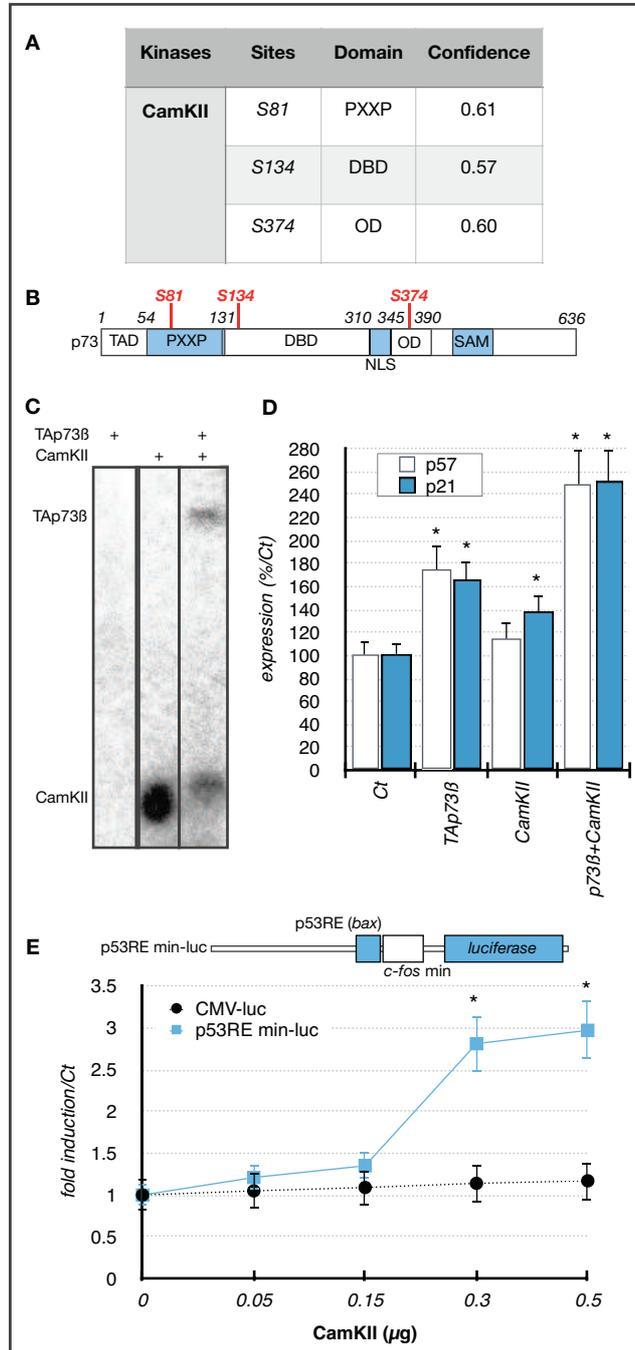 A
Kinases Sites Domain Confidence
CamKII S81 PXXP 0.61
S134 DBD 0.57
S374 OD 0.60
B
S81 S134 S374
1 54 131 310 345 390 636
p73 TAD PXXP DBD OD SAM
NLS
C
TAp73ß + +
CamKII + +
TAp73ß
CamKII
D
expression (%/Ct)
280
260
240
220
200
180
160
140
120
100
80
60
40
20
0
p57
p21
* * * * *
Ct TAp73ß CamKII p73ß+CamKII
E
p53RE (bax)
p53RE min-luc luciferase
c-fos min
fold induction/Ct
3.5
3
2.5
2
1.5
1
0.5
0
CMV-luc
p53RE min-luc
* *
0 0.05 0.15 0.3 0.5
CamKII (µg)